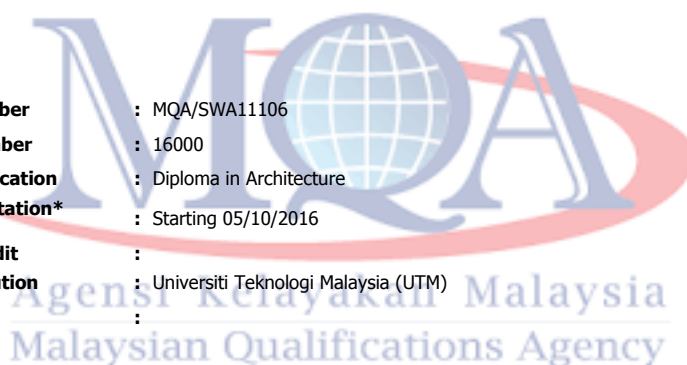 MQA
ber : MQA/SWA11106
ber : 16000
cation : Diploma in Architecture
tation*
: Starting 05/10/2016
dit :
tion : Universiti Teknologi Malaysia (UTM)
:
Agensi Kelayakan Malaysia
Malaysian Qualifications Agency